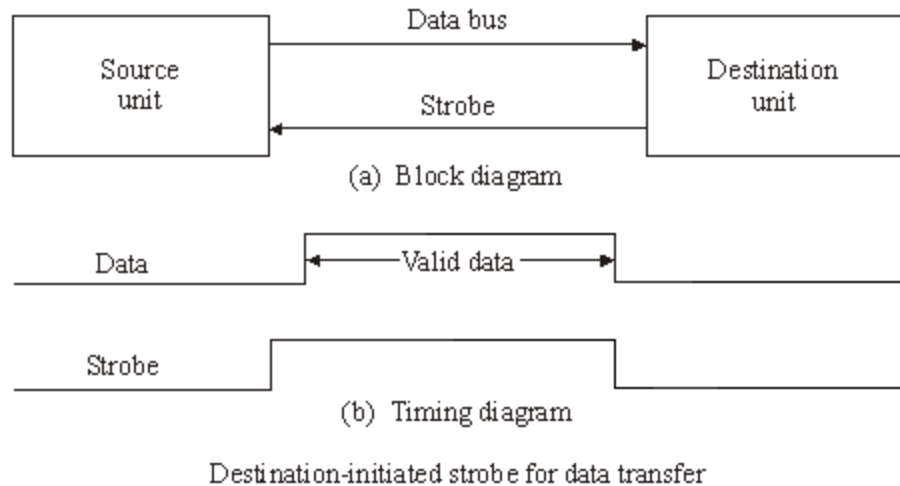 Data bus
Source
unit
Destination
unit
Strobe
(a) Block diagram
Data
Valid data
Strobe
(b) Timing diagram
Destination-initiated strobe for data transfer